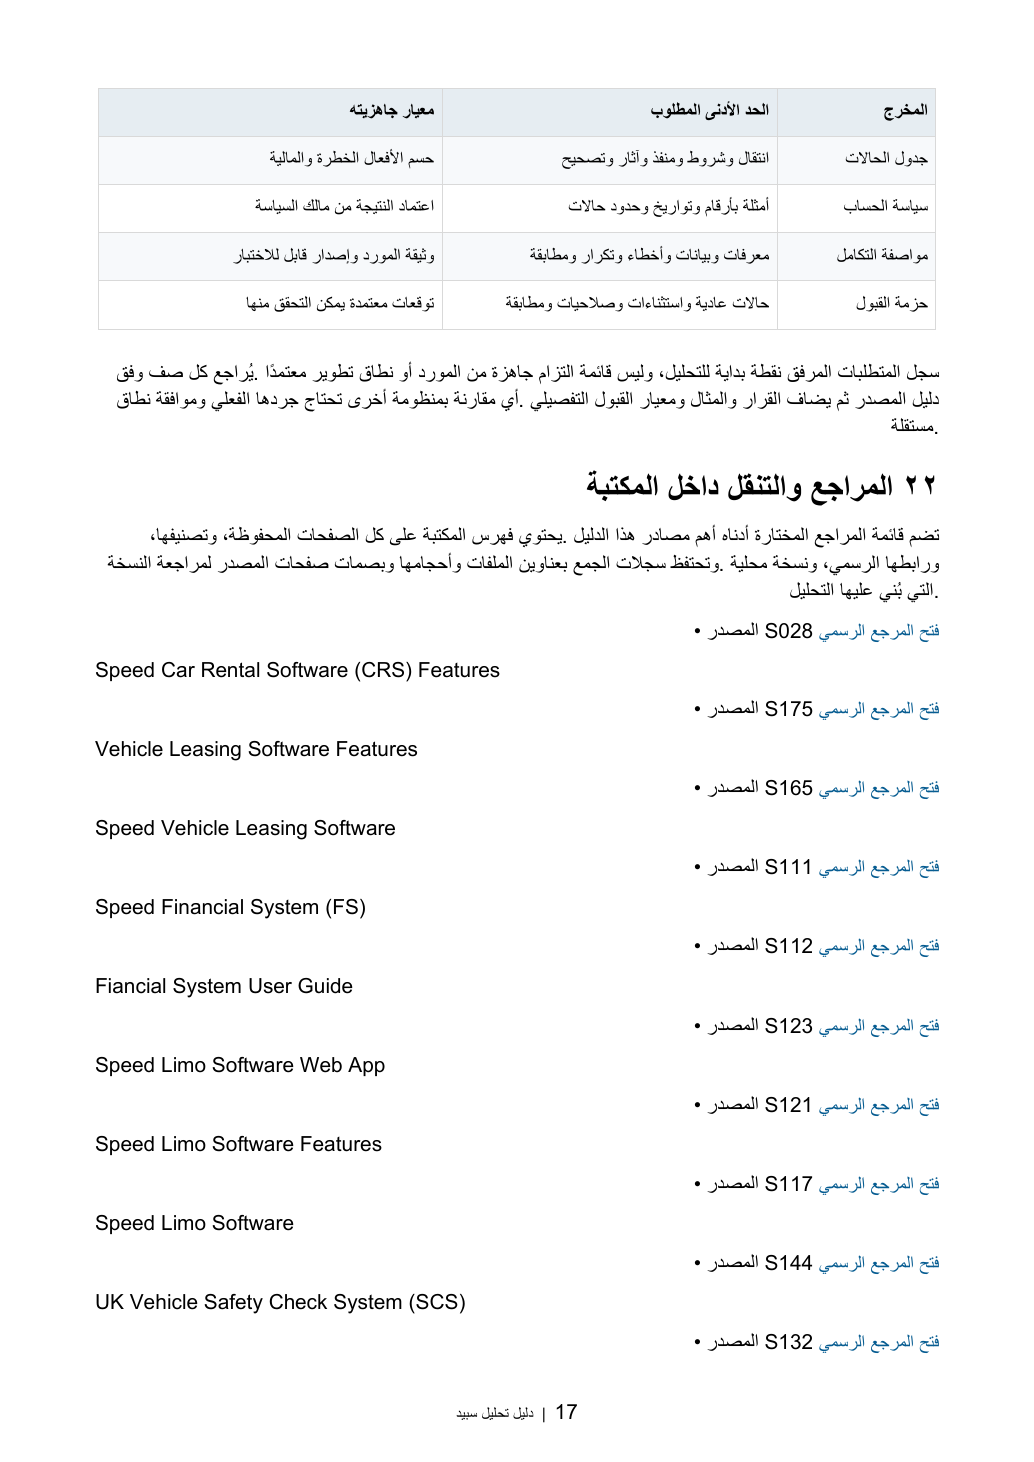 المخرج الحد الأدنى المطلوب معيار جاهزيته
جدول الحالات انتقال وشروط ومنفذ وآثار وتصحيح حسم الأفعال الخطرة والمالية
سياسة الحساب أمثلة بأرقام وتواريخ وحدود حالات اعتماد النتيجة من مالك السياسة
مواصفة التكامل معرفات وبيانات وأخطاء وتكرار ومطابقة وثيقة المورد وإصدار قابل للاختبار
حزمة القبول حالات عادية واستثناءات وصلاحيات ومطابقة توقعات معتمدة يمكن التحقق منها
سجل المتطلبات المرفق نقطة بداية للتحليل، وليس قائمة التزام جاهزة من المورد أو نطاق تطوير معتمدًا .يُراجع كل صف وفق
دليل المصدر ثم يضاف القرار والمثال ومعيار القبول التفصيلي .أي مقارنة بمنظومة أخرى تحتاج جردها الفعلي وموافقة نطاق
.مستقلة
٢٢ المراجع والتنقل داخل المكتبة
تضم قائمة المراجع المختارة أدناه أهم مصادر هذا الدليل .يحتوي فهرس المكتبة على كل الصفحات المحفوظة، وتصنيفها،
ورابطها الرسمي، ونسخة محلية .وتحتفظ سجلات الجمع بعناوين الملفات وأحجامها وبصمات صفحات المصدر لمراجعة النسخة
.التي بُني عليها التحليل
فتح المرجع الرسمي S028 المصدر •
Speed Car Rental Software (CRS) Features
فتح المرجع الرسمي S175 المصدر •
Vehicle Leasing Software Features
فتح المرجع الرسمي S165 المصدر •
Speed Vehicle Leasing Software
فتح المرجع الرسمي S111 المصدر •
Speed Financial System (FS)
فتح المرجع الرسمي S112 المصدر •
Fiancial System User Guide
فتح المرجع الرسمي S123 المصدر •
Speed Limo Software Web App
فتح المرجع الرسمي S121 المصدر •
Speed Limo Software Features
فتح المرجع الرسمي S117 المصدر •
Speed Limo Software
فتح المرجع الرسمي S144 المصدر •
UK Vehicle Safety Check System (SCS)
فتح المرجع الرسمي S132 المصدر •
دليل تحليل سبيد | 17